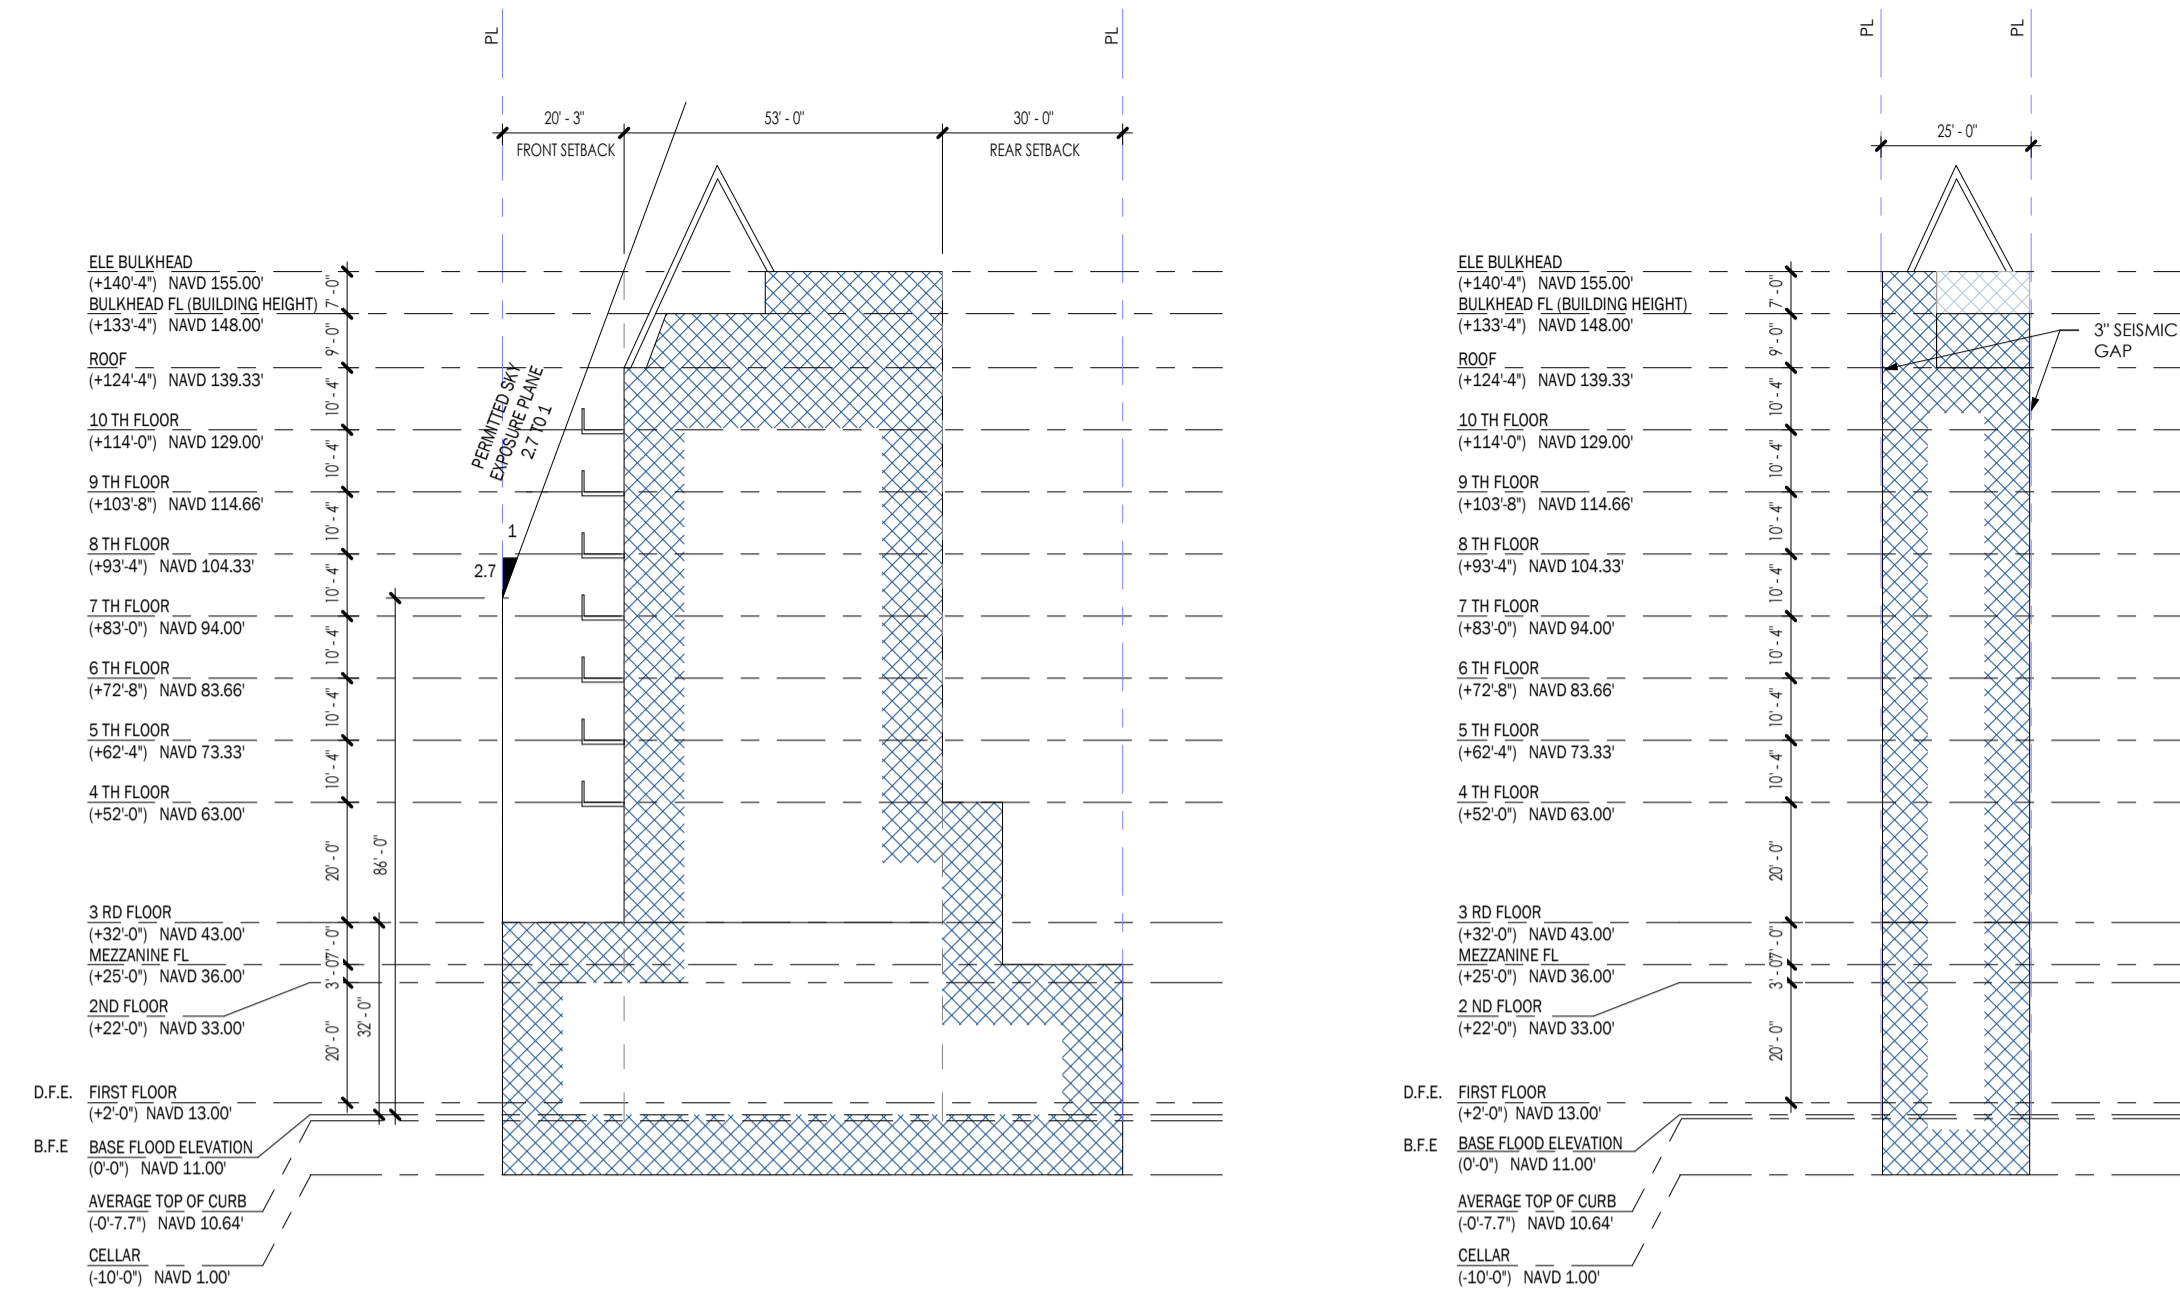 PL
PL
20' - 3"
53' - 0"
30' - 0"
FRONT SETBACK
REAR SETBACK
ELE BULKHEAD
(+140'-4") NAVD 155.00'
BULKHEAD FL (BUILDING HEIGHT)
(+133'-4") NAVD 148.00'
ROOF
(+124'-4") NAVD 139.33'
10 TH FLOOR
(+114'-0") NAVD 129.00'
9 TH FLOOR
(+103'-8") NAVD 114.66'
8 TH FLOOR
(+93'-4") NAVD 104.33'
7 TH FLOOR
(+83'-0") NAVD 94.00'
6 TH FLOOR
(+72'-8") NAVD 83.66'
5 TH FLOOR
(+62'-4") NAVD 73.33'
4 TH FLOOR
(+52'-0") NAVD 63.00'
3 RD FLOOR
(+32'-0") NAVD 43.00'
MEZZANINE FL
(+25'-0") NAVD 36.00'
2ND FLOOR
(+22'-0") NAVD 33.00'
D.F.E. FIRST FLOOR
(+2'-0") NAVD 13.00'
B.F.E BASE FLOOD ELEVATION
(0'-0") NAVD 11.00'
AVERAGE TOP OF CURB
(-0'-7.7") NAVD 10.64'
CELLAR
(-10'-0") NAVD 1.00'
7' - 0"
9' - 0"
10' - 4"
10' - 4"
10' - 4"
10' - 4"
10' - 4"
10' - 4"
10' - 4"
20' - 0"
7' - 0"
3' - 0"
20' - 0"
32' - 0"
86' - 0"
PERMITTED SKY
EXPOSURE PLANE
2.7 TO 1
1
2.7
PL
PL
25' - 0"
ELE BULKHEAD
(+140'-4") NAVD 155.00'
BULKHEAD FL (BUILDING HEIGHT)
(+133'-4") NAVD 148.00'
ROOF
(+124'-4") NAVD 139.33'
10 TH FLOOR
(+114'-0") NAVD 129.00'
9 TH FLOOR
(+103'-8") NAVD 114.66'
8 TH FLOOR
(+93'-4") NAVD 104.33'
7 TH FLOOR
(+83'-0") NAVD 94.00'
6 TH FLOOR
(+72'-8") NAVD 83.66'
5 TH FLOOR
(+62'-4") NAVD 73.33'
4 TH FLOOR
(+52'-0") NAVD 63.00'
3 RD FLOOR
(+32'-0") NAVD 43.00'
MEZZANINE FL
(+25'-0") NAVD 36.00'
2 ND FLOOR
(+22'-0") NAVD 33.00'
D.F.E. FIRST FLOOR
(+2'-0") NAVD 13.00'
B.F.E BASE FLOOD ELEVATION
(0'-0") NAVD 11.00'
AVERAGE TOP OF CURB
(-0'-7.7") NAVD 10.64'
CELLAR
(-10'-0") NAVD 1.00'
7' - 0"
9' - 0"
10' - 4"
10' - 4"
10' - 4"
10' - 4"
10' - 4"
10' - 4"
10' - 4"
20' - 0"
7' - 0"
3' - 0"
20' - 0"
3" SEISMIC
GAP